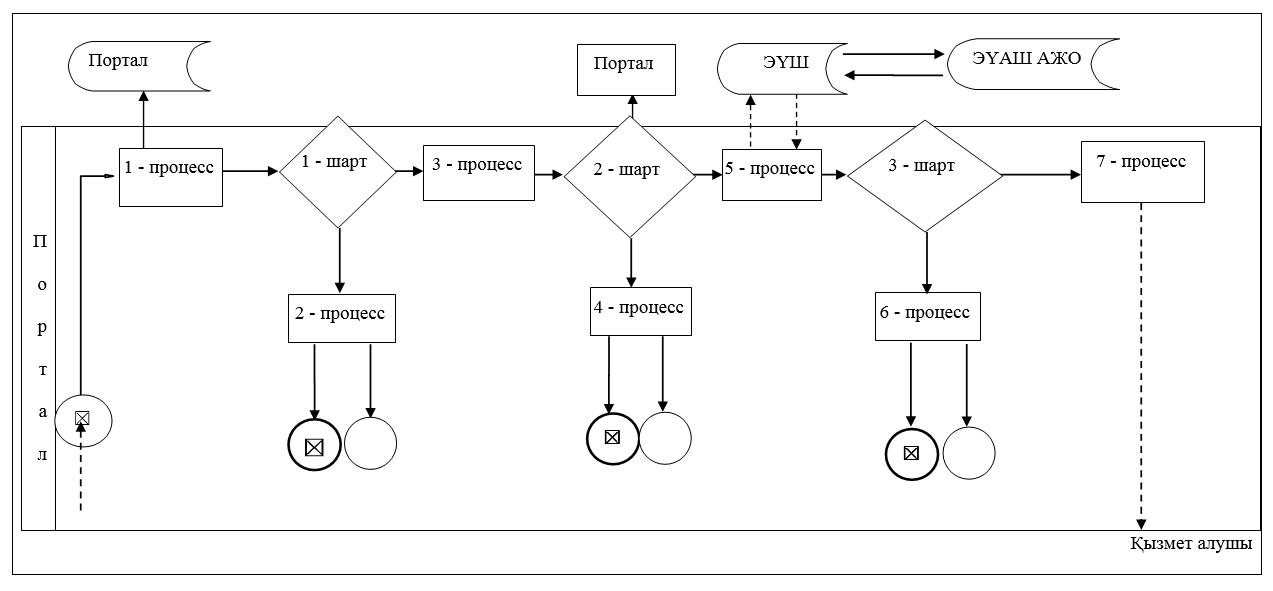 Портал
Портал
ЭҮШ
ЭҮАШ АЖО
1 - процесс
1 - шарт
3 - процесс
2 - шарт
5 - процесс
3 - шарт
7 - процесс
Портал
2 - процесс
4 - процесс
6 - процесс
Қызмет алушы